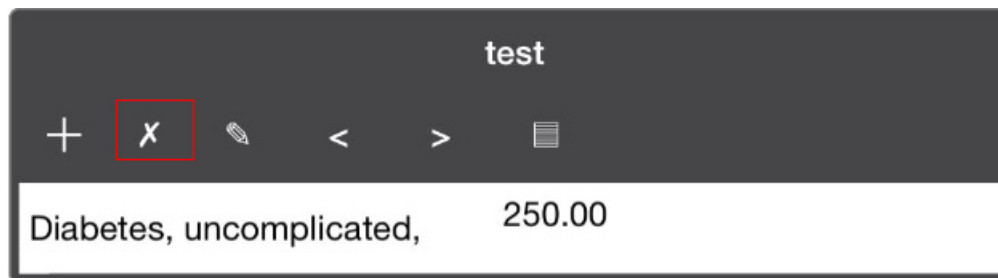 test
+ ✗ ✎ < > ▤
Diabetes, uncomplicated, 250.00